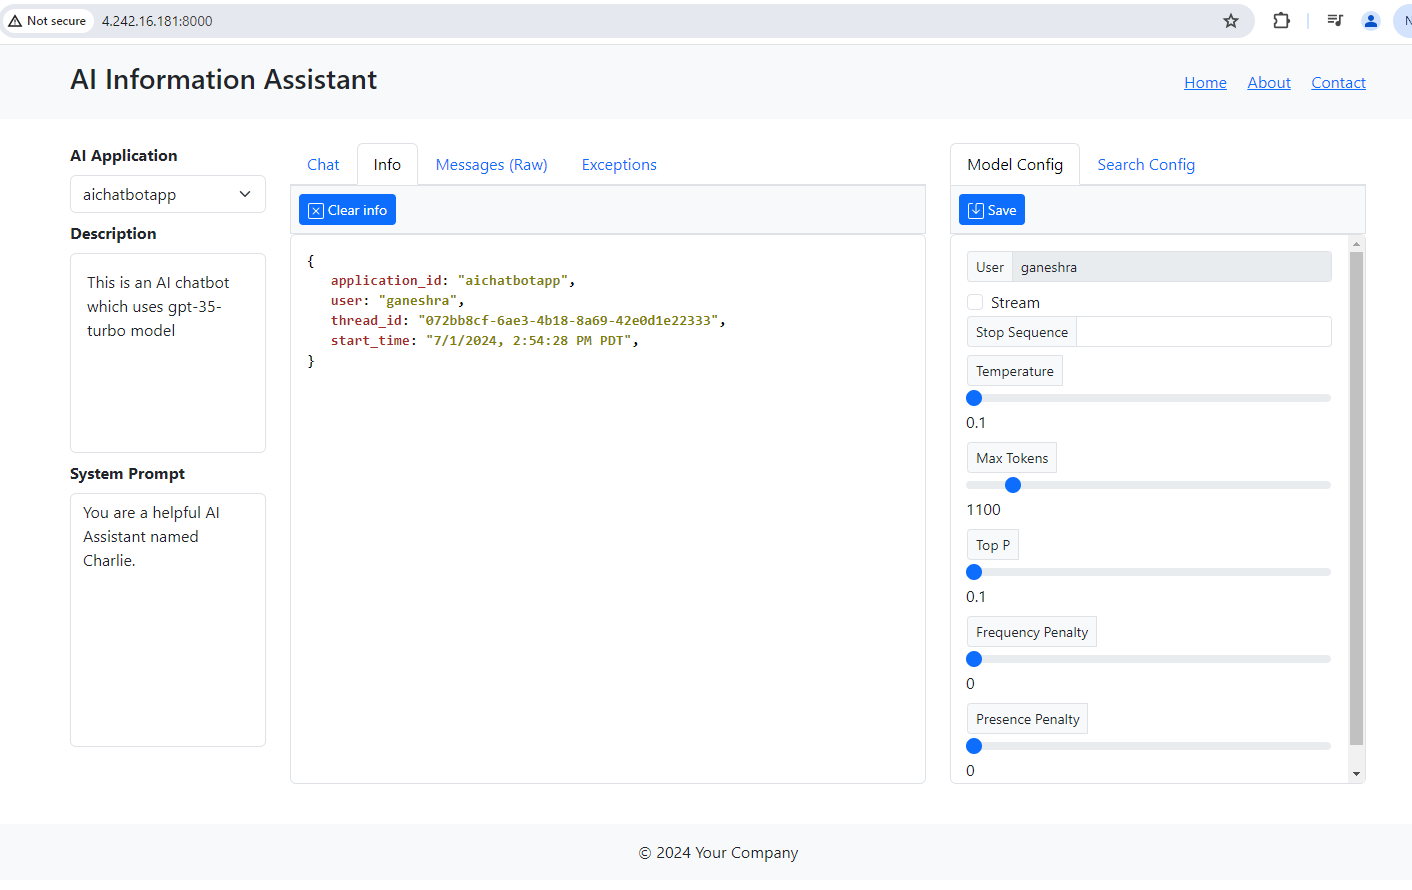 Not secure
4.242.16.181:8000
AI Information Assistant
Home
About
Contact
AI Application
aichatbotapp
Description
This is an AI chatbot
which uses gpt-35-
turbo model
System Prompt
You are a helpful AI
Assistant named
Charlie.
Chat
Info
Messages (Raw)
Exceptions
Clear info
{
application_id: "aichatbotapp",
user: "ganeshra",
thread_id: "072bb8cf-6ae3-4b18-8a69-42e0d1e22333",
start_time: "7/1/2024, 2:54:28 PM PDT",
}
Model Config
Search Config
Save
User
ganeshra
Stream
Stop Sequence
Temperature
0.1
Max Tokens
1100
Top P
0.1
Frequency Penalty
0
Presence Penalty
0
© 2024 Your Company